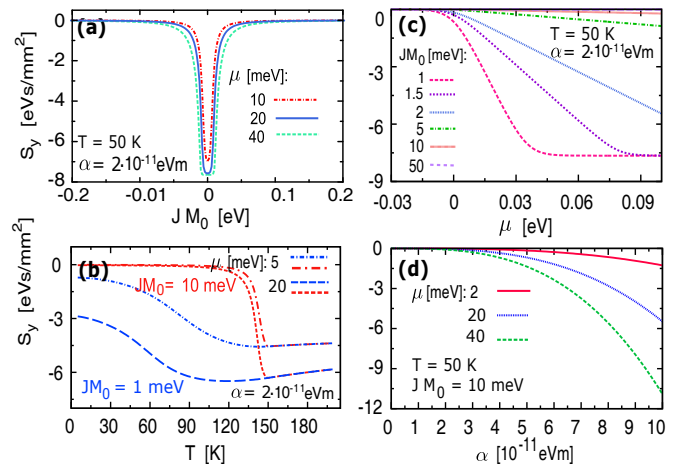 (a)
0
-2
-4
-6
-8
S_y [eVs/mm²]
μ [meV]:
10
20
40
T = 50 K
α = 2·10⁻¹¹eVm
-0.2
-0.1
0
0.1
0.2
J M₀ [eV]
(c)
0
-3
-6
-9
T = 50 K
α = 2·10⁻¹¹eVm
JM₀ [meV]:
1
1.5
2
5
10
50
-0.03
0
0.03
0.06
0.09
μ [eV]
(b)
0
-3
-6
S_y [eVs/mm²]
μ [meV]: 5
20
JM₀= 10 meV
JM₀ = 1 meV
α = 2·10⁻¹¹eVm
0
30
60
90
120
150
180
T [K]
(d)
0
-3
-6
-9
-12
μ [meV]: 2
20
40
T = 50 K
J M₀ = 10 meV
0 1 2 3 4 5 6 7 8 9 10
α [10⁻¹¹eVm]